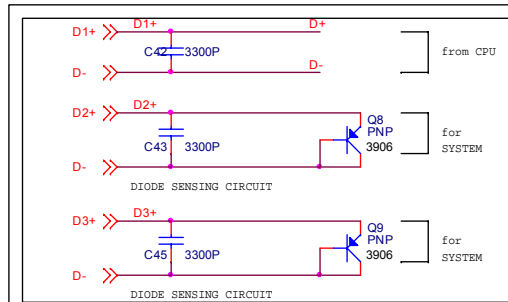 D1+ D1+ D+
C42 3300P
from CPU
D- D-
D2+ D2+
Q8
PNP
3906
C43 3300P
for
SYSTEM
D-
DIODE SENSING CIRCUIT
D3+ D3+
Q9
PNP
3906
C45 3300P
for
SYSTEM
D-
DIODE SENSING CIRCUIT